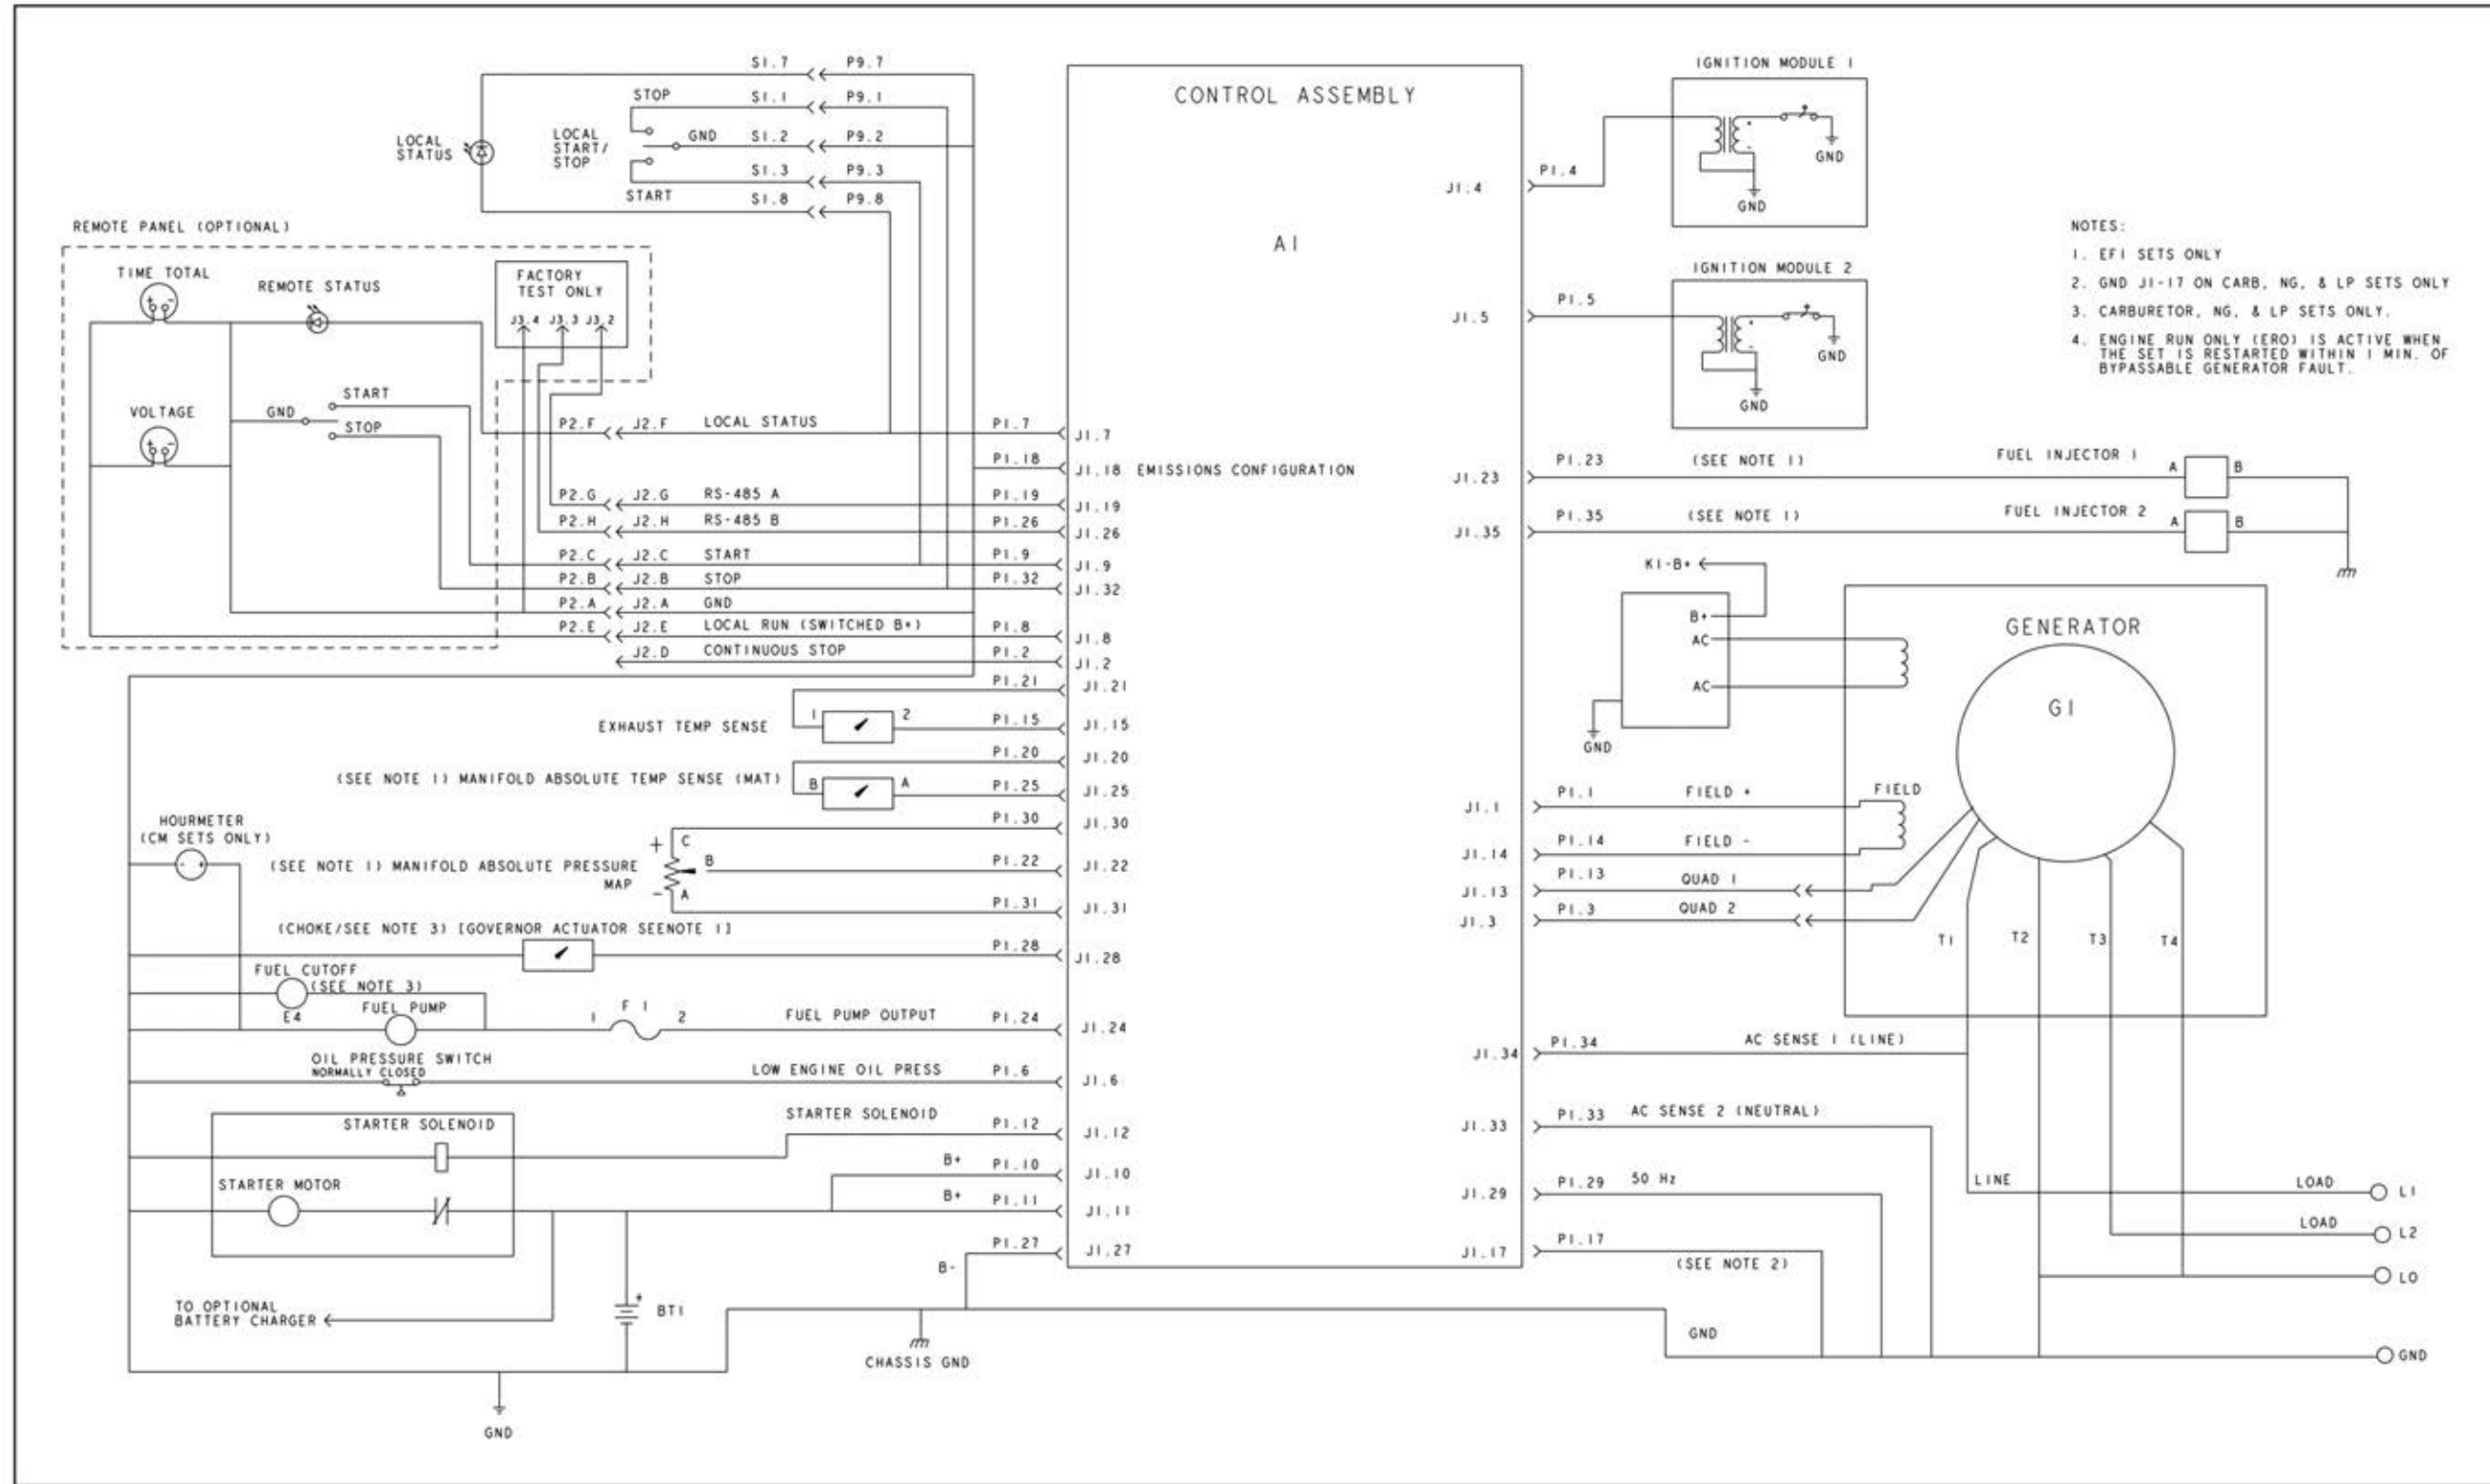 S1.7 P9.7
STOP S1.1 P9.1
LOCAL
STATUS
LOCAL
START/
STOP
GND S1.2 P9.2
S1.3 P9.3
START S1.8 P9.8
REMOTE PANEL (OPTIONAL)
TIME TOTAL
+ -
REMOTE STATUS
FACTORY
TEST ONLY
J3.4 J3.3 J3.2
VOLTAGE
+ -
GND
START
STOP
P2.F J2.F LOCAL STATUS P1.7 J1.7
P1.18 J1.18 EMISSIONS CONFIGURATION
P2.G J2.G RS-485 A P1.19 J1.19
P2.H J2.H RS-485 B P1.26 J1.26
P2.C J2.C START P1.9 J1.9
P2.B J2.B STOP P1.32 J1.32
P2.A J2.A GND
P2.E J2.E LOCAL RUN (SWITCHED B+) P1.8 J1.8
J2.D CONTINUOUS STOP P1.2 J1.2
P1.21 J1.21
EXHAUST TEMP SENSE 1 2 P1.15 J1.15
P1.20 J1.20
(SEE NOTE 1) MANIFOLD ABSOLUTE TEMP SENSE (MAT) B A P1.25 J1.25
HOURMETER
(CM SETS ONLY)
- +
P1.30 J1.30
+ C
(SEE NOTE 1) MANIFOLD ABSOLUTE PRESSURE B P1.22 J1.22
MAP
- A
P1.31 J1.31
(CHOKE/SEE NOTE 3) [GOVERNOR ACTUATOR SEENOTE 1]
P1.28 J1.28
FUEL CUTOFF
(SEE NOTE 3)
E4
FUEL PUMP
1 F 1 2 FUEL PUMP OUTPUT P1.24 J1.24
OIL PRESSURE SWITCH
NORMALLY CLOSED
LOW ENGINE OIL PRESS P1.6 J1.6
STARTER SOLENOID
STARTER SOLENOID P1.12 J1.12
B+ P1.10 J1.10
STARTER MOTOR
B+ P1.11 J1.11
P1.27 J1.27
B-
TO OPTIONAL
BATTERY CHARGER
+ BT1
CHASSIS GND
GND
CONTROL ASSEMBLY
A1
IGNITION MODULE 1
GND
GND
J1.4 P1.4
IGNITION MODULE 2
GND
GND
J1.5 P1.5
NOTES:
1. EFI SETS ONLY
2. GND J1-17 ON CARB, NG, & LP SETS ONLY
3. CARBURETOR, NG, & LP SETS ONLY.
4. ENGINE RUN ONLY (ERO) IS ACTIVE WHEN
THE SET IS RESTARTED WITHIN 1 MIN. OF
BYPASSABLE GENERATOR FAULT.
J1.23 P1.23 (SEE NOTE 1) FUEL INJECTOR 1 A B
J1.35 P1.35 (SEE NOTE 1) FUEL INJECTOR 2 A B
K1-B+
B+
AC
AC
GND
GENERATOR
G1
J1.1 P1.1 FIELD + FIELD
J1.14 P1.14 FIELD -
J1.13 P1.13 QUAD 1
J1.3 P1.3 QUAD 2
T1 T2 T3 T4
J1.34 P1.34 AC SENSE 1 (LINE)
J1.33 P1.33 AC SENSE 2 (NEUTRAL)
J1.29 P1.29 50 Hz
LINE LOAD L1
LOAD L2
J1.17 P1.17
(SEE NOTE 2)
L0
GND
GND